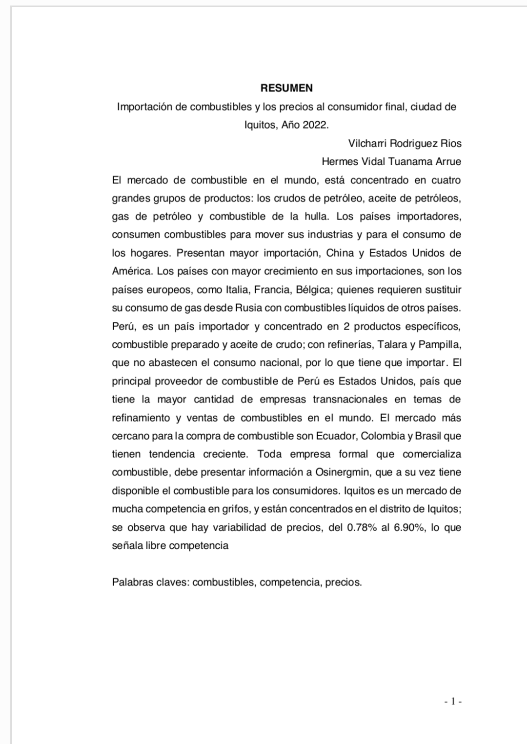 RESUMEN
Importación de combustibles y los precios al consumidor final, ciudad de
Iquitos, Año 2022.
Vilcharri Rodriguez Rios
Hermes Vidal Tuanama Arrue
El mercado de combustible en el mundo, está concentrado en cuatro
grandes grupos de productos: los crudos de petróleo, aceite de petróleos,
gas de petróleo y combustible de la hulla. Los países importadores,
consumen combustibles para mover sus industrias y para el consumo de
los hogares. Presentan mayor importación, China y Estados Unidos de
América. Los países con mayor crecimiento en sus importaciones, son los
países europeos, como Italia, Francia, Bélgica; quienes requieren sustituir
su consumo de gas desde Rusia con combustibles líquidos de otros países.
Perú, es un país importador y concentrado en 2 productos específicos,
combustible preparado y aceite de crudo; con refinerías, Talara y Pampilla,
que no abastecen el consumo nacional, por lo que tiene que importar. El
principal proveedor de combustible de Perú es Estados Unidos, país que
tiene la mayor cantidad de empresas transnacionales en temas de
refinamiento y ventas de combustibles en el mundo. El mercado más
cercano para la compra de combustible son Ecuador, Colombia y Brasil que
tienen tendencia creciente. Toda empresa formal que comercializa
combustible, debe presentar información a Osinergmin, que a su vez tiene
disponible el combustible para los consumidores. Iquitos es un mercado de
mucha competencia en grifos, y están concentrados en el distrito de Iquitos;
se observa que hay variabilidad de precios, del 0.78% al 6.90%, lo que
señala libre competencia
Palabras claves: combustibles, competencia, precios.
- 1 -